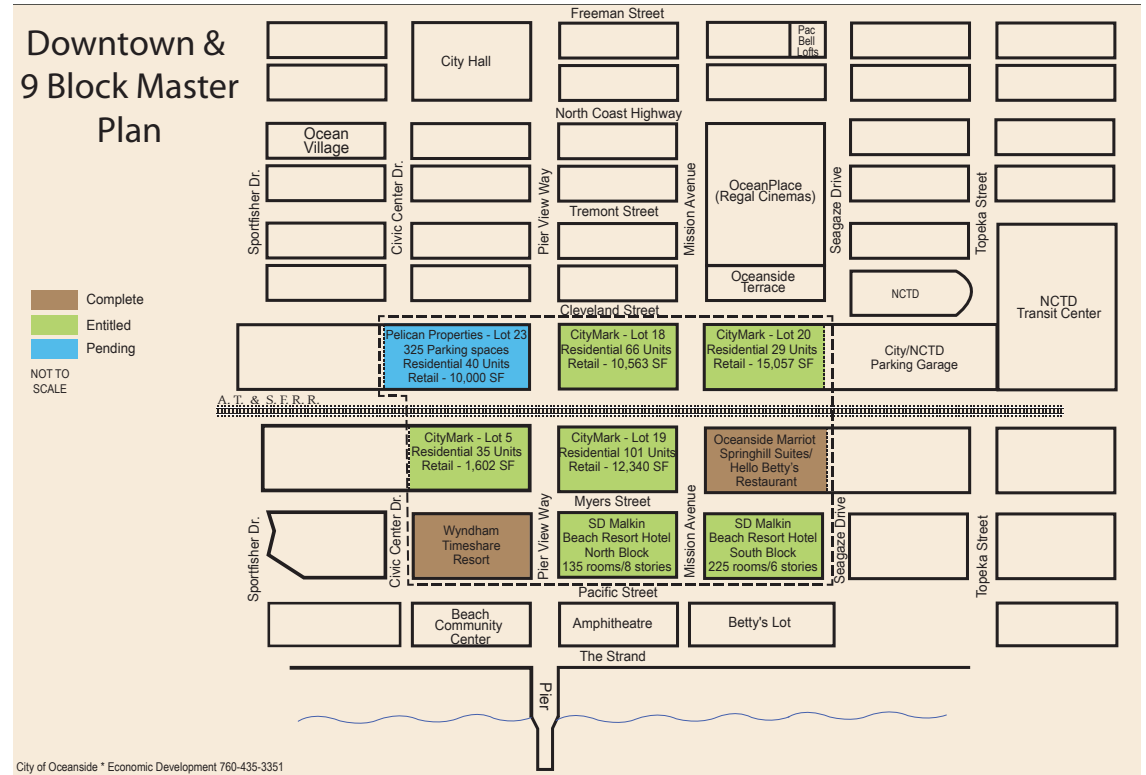 Downtown &
9 Block Master
Plan
Freeman Street
City Hall
Pac
Bell
Lofts
North Coast Highway
Ocean
Village
Sportfisher Dr.
Civic Center Dr.
Pier View Way
Mission Avenue
OceanPlace
(Regal Cinemas)
Seagaze Drive
Topeka Street
Tremont Street
Oceanside
Terrace
NCTD
NCTD
Transit Center
Cleveland Street
Complete
Entitled
Pending
NOT TO
SCALE
Pelican Properties - Lot 23
325 Parking spaces
Residential 40 Units
Retail - 10,000 SF
CityMark - Lot 18
Residential 66 Units
Retail - 10,563 SF
CityMark - Lot 20
Residential 29 Units
Retail - 15,057 SF
City/NCTD
Parking Garage
A. T. & S. F. R. R.
CityMark - Lot 5
Residential 35 Units
Retail - 1,602 SF
CityMark - Lot 19
Residential 101 Units
Retail - 12,340 SF
Oceanside Marriot
Springhill Suites/
Hello Betty's
Restaurant
Myers Street
Sportfisher Dr.
Civic Center Dr.
Wyndham
Timeshare
Resort
Pier View Way
SD Malkin
Beach Resort Hotel
North Block
135 rooms/8 stories
Mission Avenue
SD Malkin
Beach Resort Hotel
South Block
225 rooms/6 stories
Seagaze Drive
Topeka Street
Pacific Street
Beach
Community
Center
Amphitheatre
Betty's Lot
The Strand
Pier
City of Oceanside * Economic Development 760-435-3351